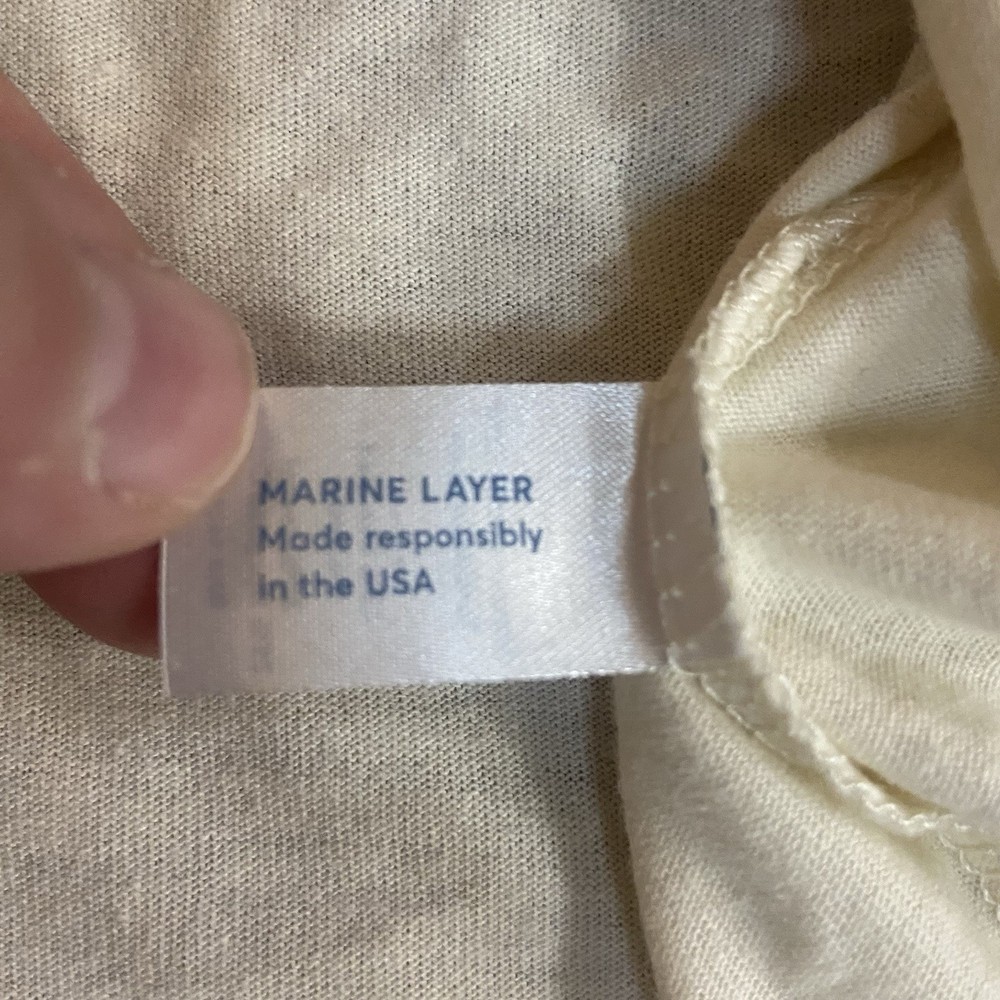 MARINE LAYER
Made responsibly
in the USA